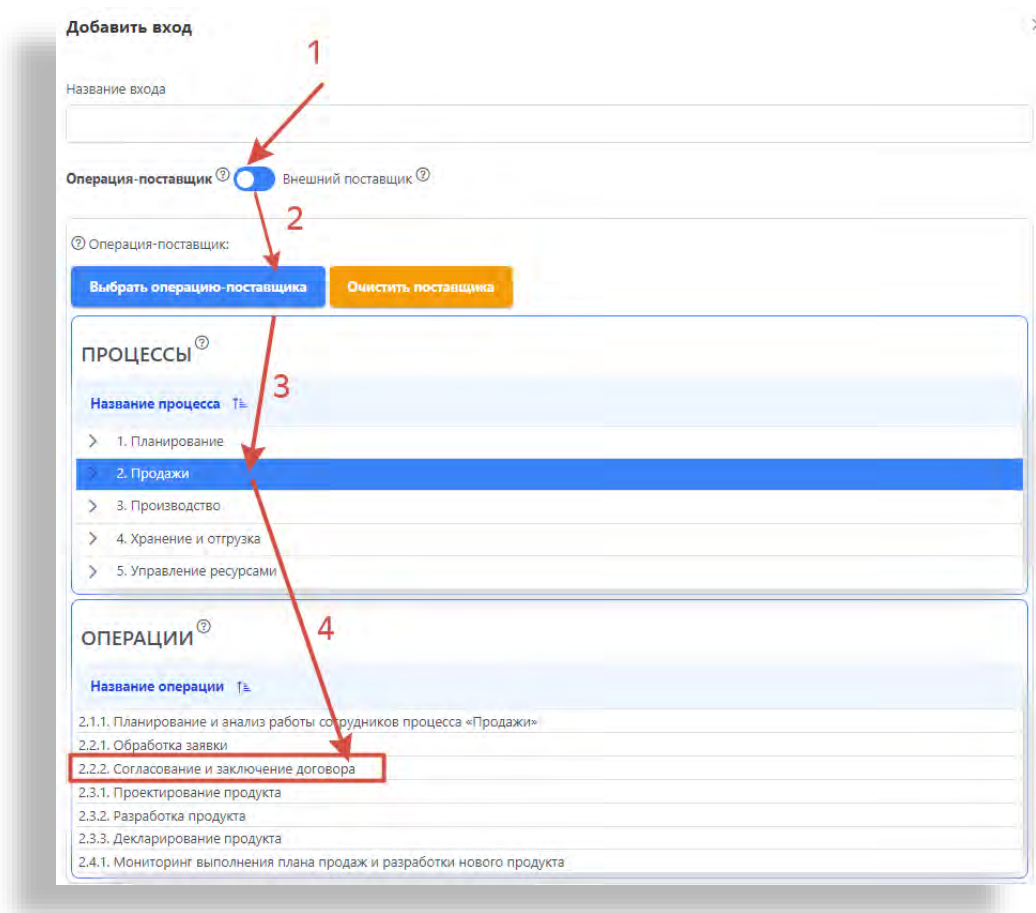 Добавить вход
1
Название входа
Операция-поставщик ? Внешний поставщик ?
2
? Операция-поставщик:
Выбрать операцию-поставщика Очистить поставщика
ПРОЦЕССЫ ?
3
Название процесса
1. Планирование
2. Продажи
3. Производство
4. Хранение и отгрузка
5. Управление ресурсами
ОПЕРАЦИИ ?
4
Название операции
2.1.1. Планирование и анализ работы сотрудников процесса «Продажи»
2.2.1. Обработка заявки
2.2.2. Согласование и заключение договора
2.3.1. Проектирование продукта
2.3.2. Разработка продукта
2.3.3. Декларирование продукта
2.4.1. Мониторинг выполнения плана продаж и разработки нового продукта